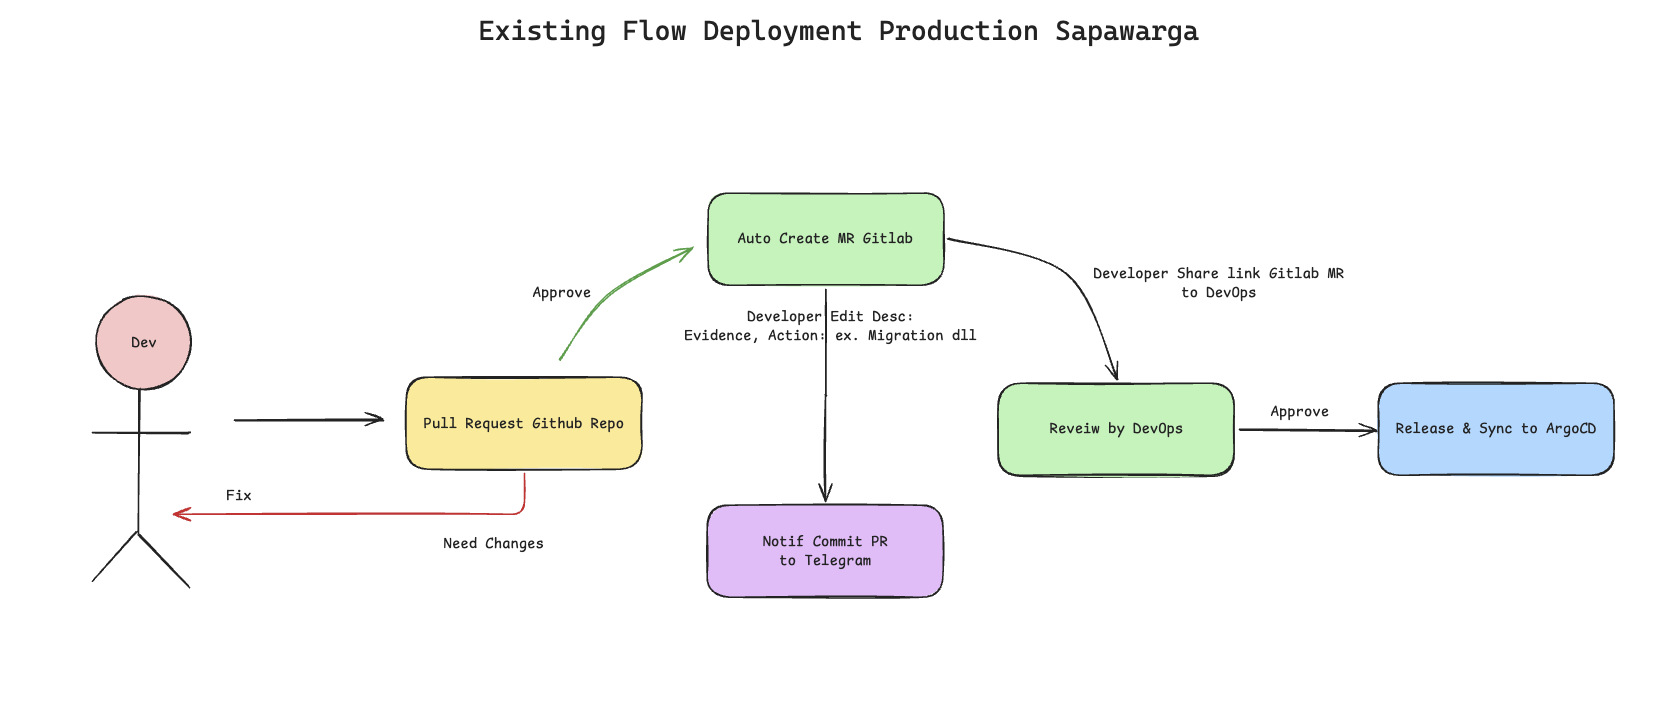 Existing Flow Deployment Production Sapawarga
Auto Create MR Gitlab
Developer Share link Gitlab MR
to DevOps
Approve
Developer Edit Desc:
Evidence, Action: ex. Migration dll
Dev
Pull Request Github Repo
Reveiw by DevOps
Approve
Release & Sync to ArgoCD
Fix
Need Changes
Notif Commit PR
to Telegram